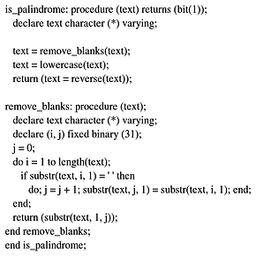 is_palindrome: procedure (text) returns (bit(1));
declare text character (*) varying;
text = remove_blanks(text);
text = lowercase(text);
return (text = reverse(text));
remove_blanks: procedure (text);
declare text character (*) varying;
declare (i, j) fixed binary (31);
j = 0;
do i = 1 to length(text);
if substr(text, i, 1) = ' ' then
do; j = j + 1; substr(text, j, 1) = substr(text, i, 1); end;
end;
return (substr(text, 1, j));
end remove_blanks;
end is_palindrome;